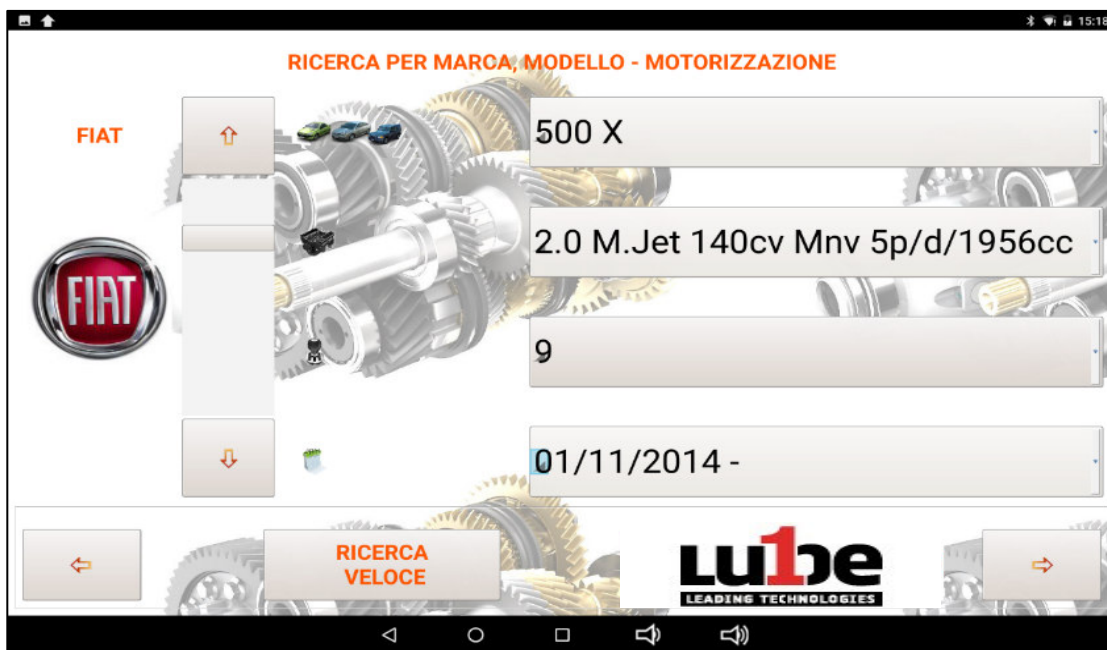 15:18
RICERCA PER MARCA, MODELLO - MOTORIZZAZIONE
FIAT
500 X
FIAT
2.0 M.Jet 140cv Mnv 5p/d/1956cc
9
01/11/2014 -
RICERCA
VELOCE
Lu1be
LEADING TECHNOLOGIES